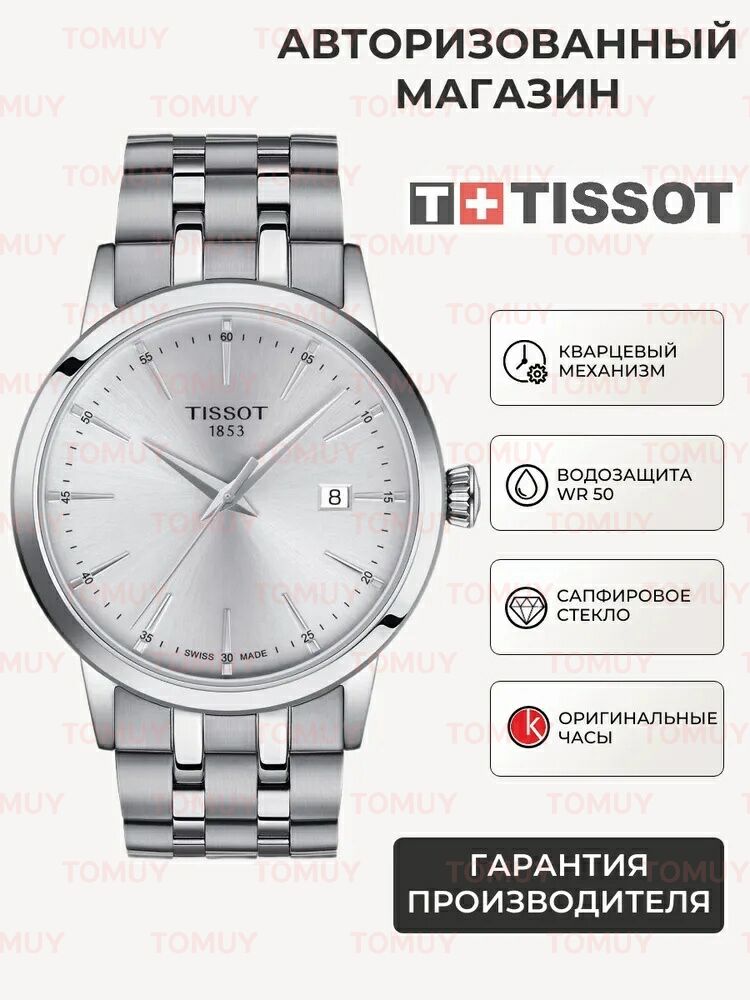 АВТОРИЗОВАННЫЙ
МАГАЗИН
T+TISSOT
КВАРЦЕВЫЙ
МЕХАНИЗМ
ВОДОЗАЩИТА
WR 50
САПФИРОВОЕ
СТЕКЛО
ОРИГИНАЛЬНЫЕ
ЧАСЫ
ГАРАНТИЯ
ПРОИЗВОДИТЕЛЯ
TISSOT
1853
60
05
10
15
20
25
30
35
40
45
50
55
8
SWISS MADE
k
TOMUY